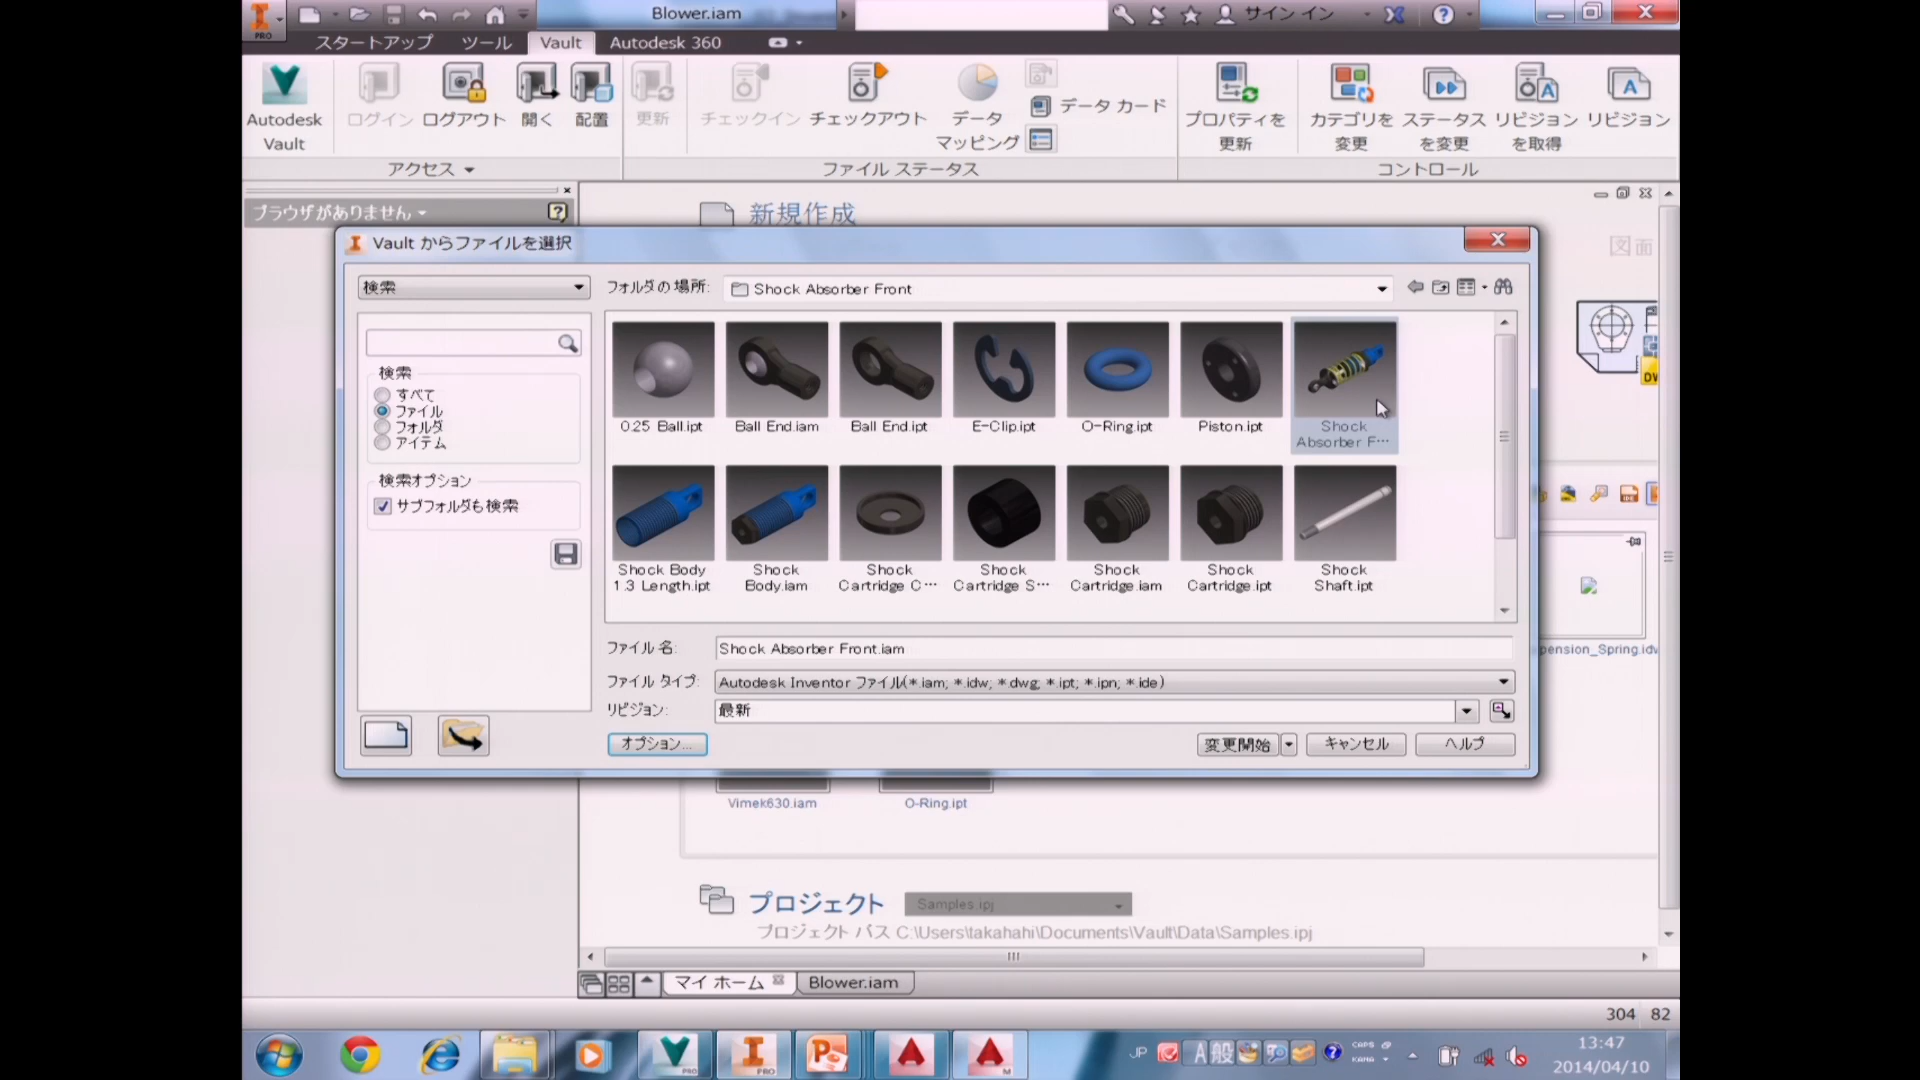 Blower.iam
サイン イン
PRO
スタートアップ ツール Vault Autodesk 360
Autodesk Vault
ログイン ログアウト 開く 配置
更新
チェックイン チェックアウト データ マッピング
データ カード
プロパティを更新
カテゴリを変更 ステータスを変更 リビジョンを取得 リビジョン
アクセス ファイル ステータス コントロール
ブラウザがありません
新規作成
図面
Vault からファイルを選択
検索
フォルダの場所: Shock Absorber Front
検索
すべて
ファイル
フォルダ
アイテム
検索オプション
サブフォルダも検索
0.25 Ball.ipt
Ball End.iam
Ball End.ipt
E-Clip.ipt
O-Ring.ipt
Piston.ipt
Shock Absorber F...
Shock Body 1.3 Length.ipt
Shock Body.iam
Shock Cartridge C...
Shock Cartridge S...
Shock Cartridge.iam
Shock Cartridge.ipt
Shock Shaft.ipt
ファイル名: Shock Absorber Front.iam
ファイル タイプ: Autodesk Inventor ファイル(*.iam; *.idw; *.dwg; *.ipt; *.ipn; *.ide)
リビジョン: 最新
オプション... 変更開始 キャンセル ヘルプ
pension_Spring.idw
Vimek630.iam
O-Ring.ipt
プロジェクト Samples.ipj
プロジェクト パス C:\Users\takahahi\Documents\Vault\Data\Samples.ipj
マイ ホーム Blower.iam
304 82
JP A般 CAPS KANA
13:47
2014/04/10